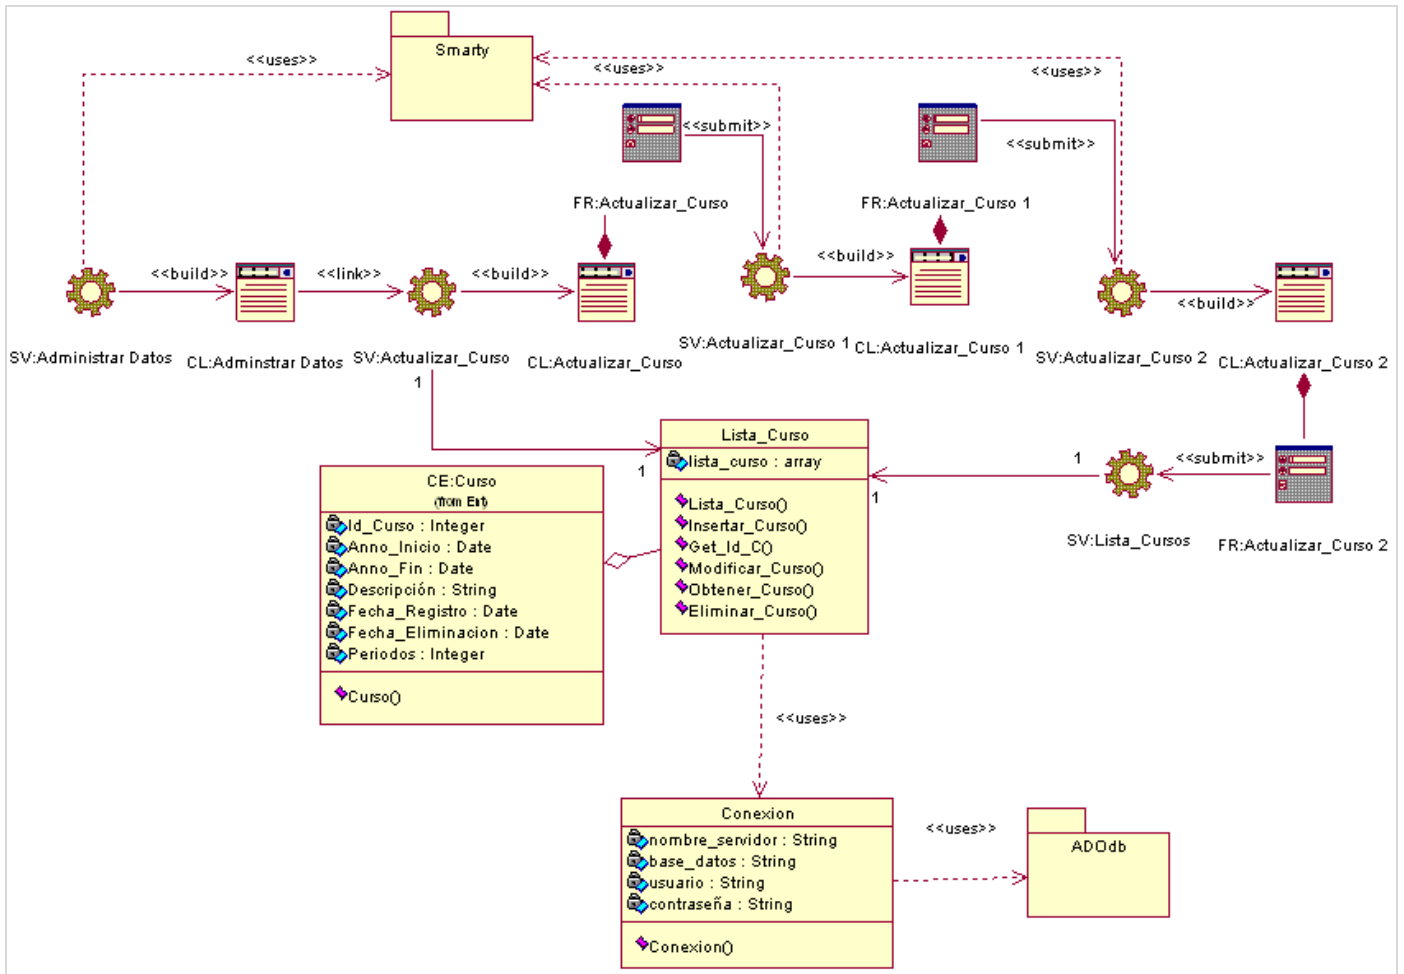 Smarty
<<uses>>
<<uses>>
<<uses>>
<<submit>>
<<submit>>
FR:Actualizar_Curso
FR:Actualizar_Curso 1
<<build>>
<<link>>
<<build>>
<<build>>
<<build>>
SV:Administrar Datos
CL:Adminstrar Datos
SV:Actualizar_Curso
CL:Actualizar_Curso
SV:Actualizar_Curso 1
CL:Actualizar_Curso 1
SV:Actualizar_Curso 2
CL:Actualizar_Curso 2
1
1
Lista_Curso
lista_curso : array
Lista_Curso()
Insertar_Curso()
Get_Id_C()
Modificar_Curso()
Obtener_Curso()
Eliminar_Curso()
1
1
<<submit>>
SV:Lista_Cursos
FR:Actualizar_Curso 2
CE:Curso
(from Ent)
Id_Curso : Integer
Anno_Inicio : Date
Anno_Fin : Date
Descripción : String
Fecha_Registro : Date
Fecha_Eliminacion : Date
Periodos : Integer
Curso()
<<uses>>
Conexion
nombre_servidor : String
base_datos : String
usuario : String
contraseña : String
Conexion()
<<uses>>
ADOdb